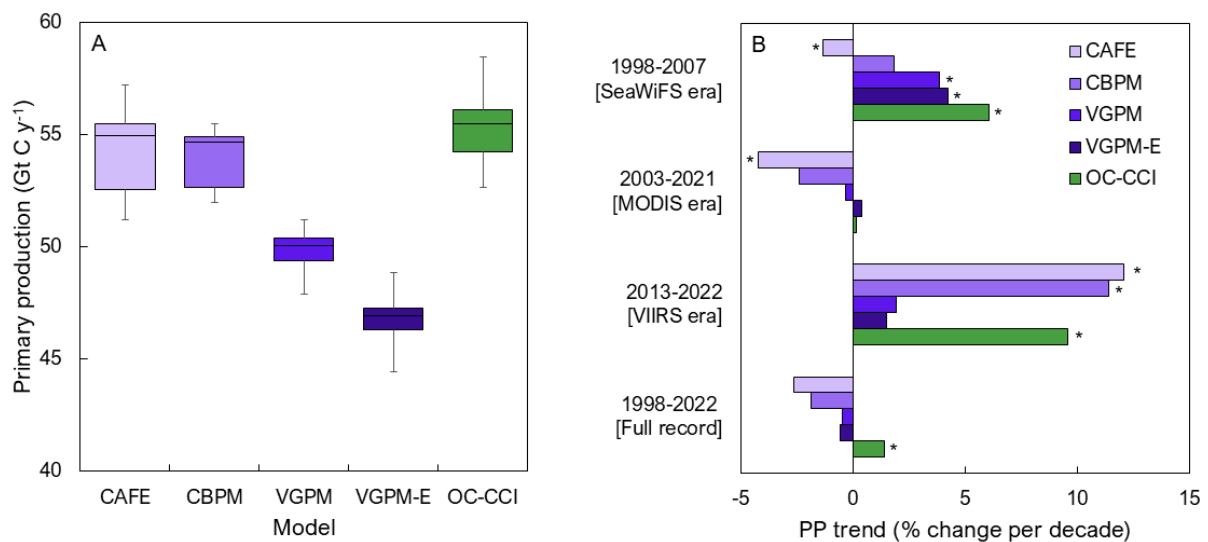 A
Primary production (Gt C y⁻¹)
60
55
50
45
40
CAFE CBPM VGPM VGPM-E OC-CCI
Model
B
1998-2007
[SeaWiFS era]
2003-2021
[MODIS era]
2013-2022
[VIIRS era]
1998-2022
[Full record]
*
*
*
*
*
*
*
*
*
CAFE
CBPM
VGPM
VGPM-E
OC-CCI
-5 0 5 10 15
PP trend (% change per decade)